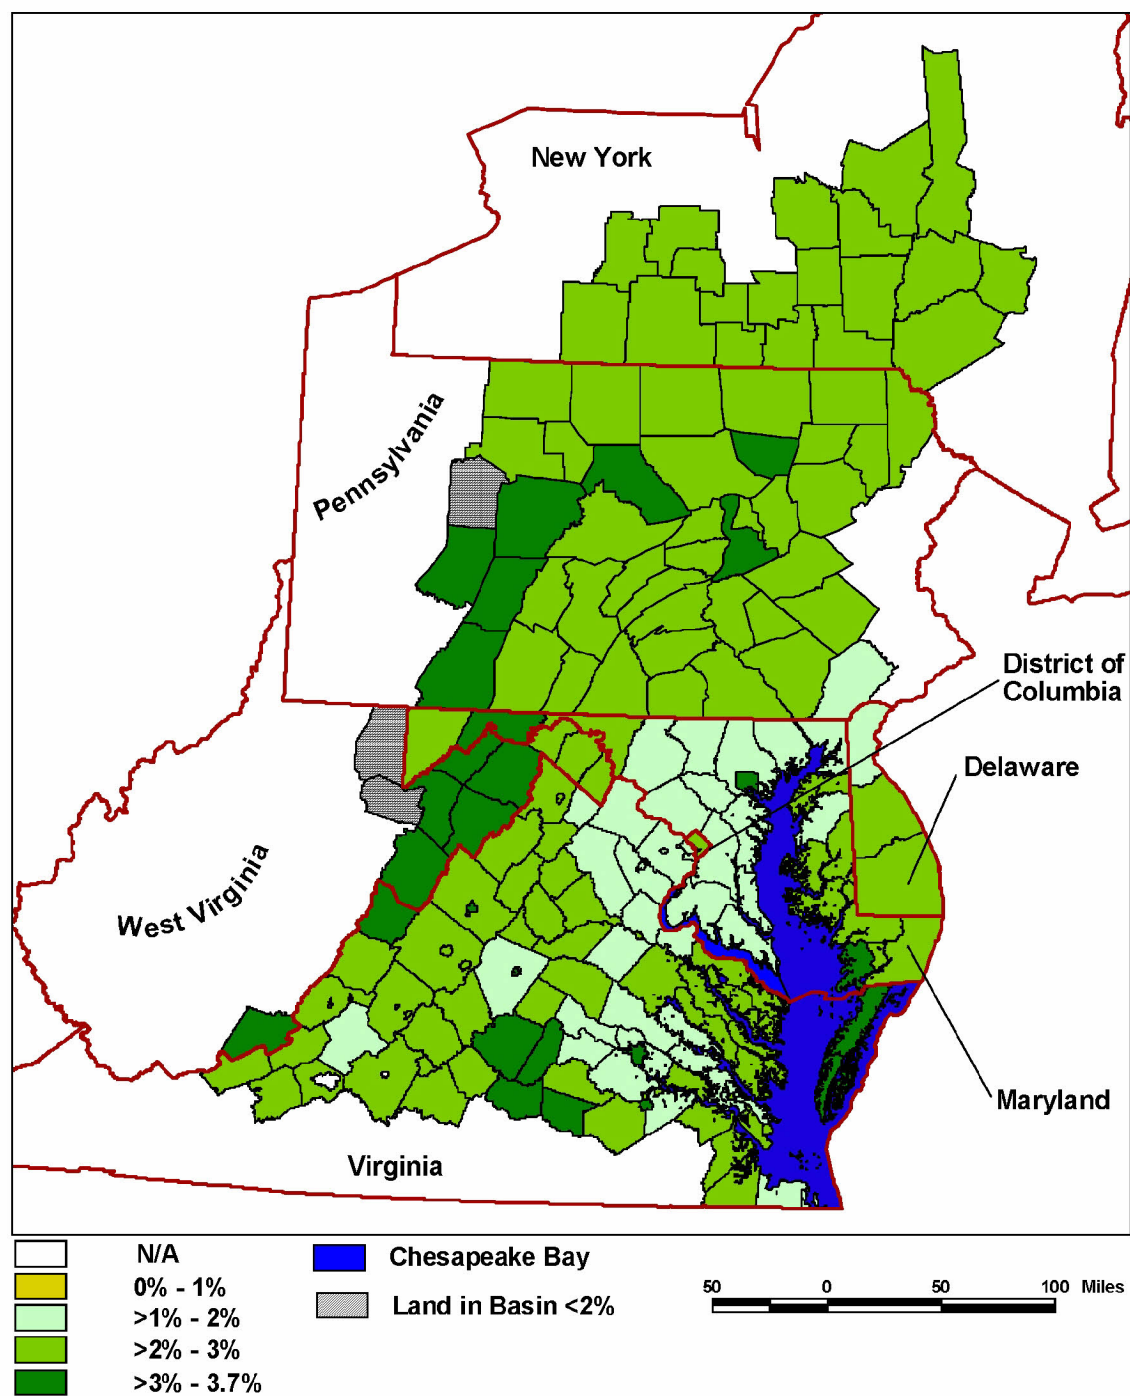 New York
Pennsylvania
District of
Columbia
Delaware
West Virginia
Maryland
Virginia
N/A
0% - 1%
>1% - 2%
>2% - 3%
>3% - 3.7%
Chesapeake Bay
Land in Basin <2%
50 0 50 100 Miles